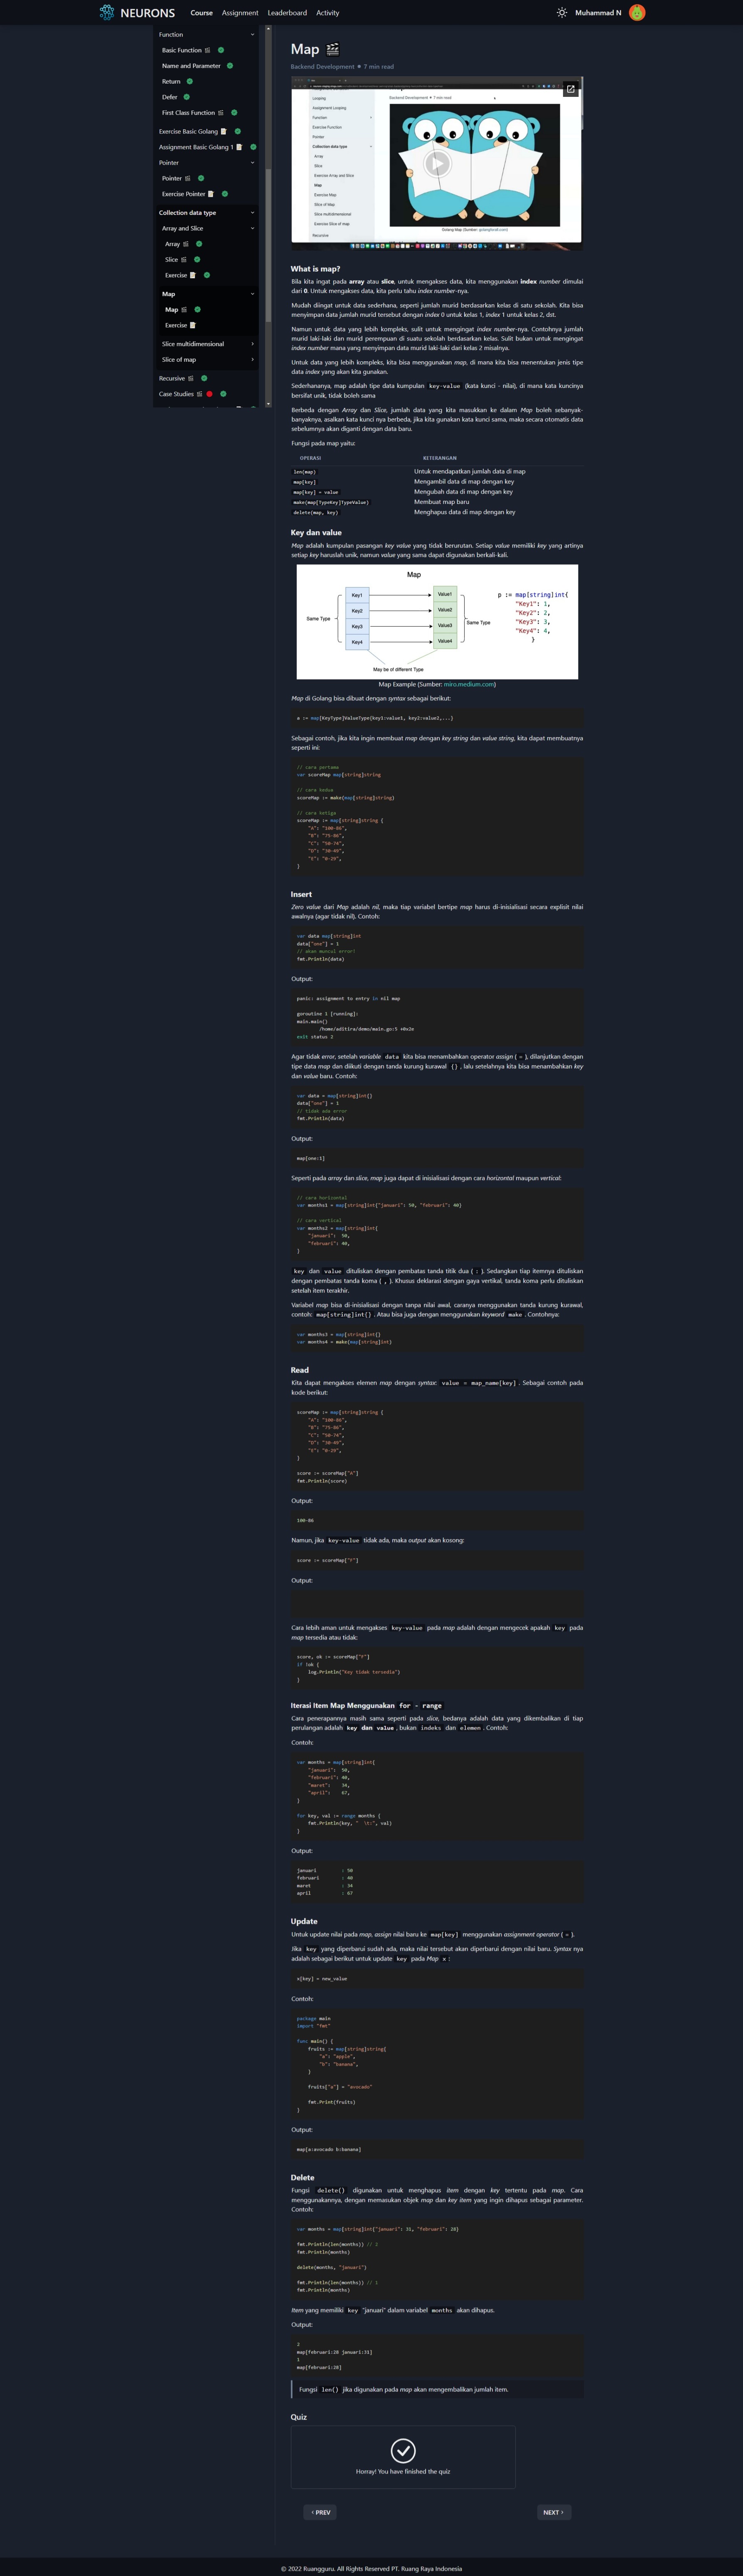 NEURONS
Course Assignment Leaderboard Activity
Muhammad N
Function
Basic Function
Name and Parameter
Return
Defer
First Class Function
Exercise Basic Golang
Assignment Basic Golang 1
Pointer
Pointer
Exercise Pointer
Collection data type
Array and Slice
Array
Slice
Exercise
Map
Map
Exercise
Slice multidimensional
Slice of map
Recursive
Case Studies
Map
Backend Development • 7 min read
Looping
Assignment Looping
Function
Exercise Function
Pointer
Collection data type
Array
Slice
Exercise Array and Slice
Map
Exercise Map
Slice of Map
Slice multidimensional
Exercise Slice of map
Recursive
Backend Development • 7 min read
Golang Map (Sumber: golangforall.com)
What is map?
Bila kita ingat pada array atau slice, untuk mengakses data, kita menggunakan index number dimulai
dari 0. Untuk mengakses data, kita perlu tahu index number-nya.
Mudah diingat untuk data sederhana, seperti jumlah murid berdasarkan kelas di satu sekolah. Kita bisa
menyimpan data jumlah murid tersebut dengan index 0 untuk kelas 1, index 1 untuk kelas 2, dst.
Namun untuk data yang lebih kompleks, sulit untuk mengingat index number-nya. Contohnya jumlah
murid laki-laki dan murid perempuan di suatu sekolah berdasarkan kelas. Sulit bukan untuk mengingat
index number mana yang menyimpan data murid laki-laki dari kelas 2 misalnya.
Untuk data yang lebih kompleks, kita bisa menggunakan map, di mana kita bisa menentukan jenis tipe
data index yang akan kita gunakan.
Sederhananya, map adalah tipe data kumpulan key-value (kata kunci - nilai), di mana kata kuncinya
bersifat unik, tidak boleh sama
Berbeda dengan Array dan Slice, jumlah data yang kita masukkan ke dalam Map boleh sebanyak-
banyaknya, asalkan kata kunci nya berbeda, jika kita gunakan kata kunci sama, maka secara otomatis data
sebelumnya akan diganti dengan data baru.
Fungsi pada map yaitu:
OPERASI KETERANGAN
len(map) Untuk mendapatkan jumlah data di map
map[key] Mengambil data di map dengan key
map[key] = value Mengubah data di map dengan key
make(map[TypeKey]TypeValue) Membuat map baru
delete(map, key) Menghapus data di map dengan key
Key dan value
Map adalah kumpulan pasangan key value yang tidak berurutan. Setiap value memiliki key yang artinya
setiap key haruslah unik, namun value yang sama dapat digunakan berkali-kali.
Map
Key1 Value1
Key2 Value2
Key3 Value3
Key4 Value4
Same Type
Same Type
May be of different Type
p := map[string]int{
"Key1": 1,
"Key2": 2,
"Key3": 3,
"Key4": 4,
}
Map Example (Sumber: miro.medium.com)
Map di Golang bisa dibuat dengan syntax sebagai berikut:
a := map[KeyType]ValueType{key1:value1, key2:value2,...}
Sebagai contoh, jika kita ingin membuat map dengan key string dan value string, kita dapat membuatnya
seperti ini:
// cara pertama
var scoreMap map[string]string
// cara kedua
scoreMap := make(map[string]string)
// cara ketiga
scoreMap := map[string]string {
"A": "100-86",
"B": "75-86",
"C": "50-74",
"D": "30-49",
"E": "0-29",
}
Insert
Zero value dari Map adalah nil, maka tiap variabel bertipe map harus di-inisialisasi secara explisit nilai
awalnya (agar tidak nil). Contoh:
var data map[string]int
data["one"] = 1
// akan muncul error!
fmt.Println(data)
Output:
panic: assignment to entry in nil map
goroutine 1 [running]:
main.main()
/home/aditira/demo/main.go:5 +0x2e
exit status 2
Agar tidak error, setelah variable data kita bisa menambahkan operator assign ( = ), dilanjutkan dengan
tipe data map dan diikuti dengan tanda kurung kurawal {} , lalu setelahnya kita bisa menambahkan key
dan value baru. Contoh:
var data = map[string]int{}
data["one"] = 1
// tidak ada error
fmt.Println(data)
Output:
map[one:1]
Seperti pada array dan slice, map juga dapat di inisialisasi dengan cara horizontal maupun vertical:
// cara horizontal
var months1 = map[string]int{"januari": 50, "februari": 40}
// cara vertical
var months2 = map[string]int{
"januari": 50,
"februari": 40,
}
key dan value dituliskan dengan pembatas tanda titik dua ( : ). Sedangkan tiap itemnya dituliskan
dengan pembatas tanda koma ( , ). Khusus deklarasi dengan gaya vertikal, tanda koma perlu dituliskan
setelah item terakhir.
Variabel map bisa di-inisialisasi dengan tanpa nilai awal, caranya menggunakan tanda kurung kurawal,
contoh: map[string]int{} . Atau bisa juga dengan menggunakan keyword make . Contohnya:
var months3 = map[string]int{}
var months4 = make(map[string]int)
Read
Kita dapat mengakses elemen map dengan syntax: value = map_name[key] . Sebagai contoh pada
kode berikut:
scoreMap := map[string]string {
"A": "100-86",
"B": "75-86",
"C": "50-74",
"D": "30-49",
"E": "0-29",
}
score := scoreMap["A"]
fmt.Println(score)
Output:
100-86
Namun, jika key-value tidak ada, maka output akan kosong:
score := scoreMap["F"]
Output:
Cara lebih aman untuk mengakses key-value pada map adalah dengan mengecek apakah key pada
map tersedia atau tidak:
score, ok := scoreMap["F"]
if !ok {
log.Println("Key tidak tersedia")
}
Iterasi Item Map Menggunakan for - range
Cara penerapannya masih sama seperti pada slice, bedanya adalah data yang dikembalikan di tiap
perulangan adalah key dan value , bukan indeks dan elemen . Contoh:
Contoh:
var months = map[string]int{
"januari": 50,
"februari": 40,
"maret": 34,
"april": 67,
}
for key, val := range months {
fmt.Println(key, " \t:", val)
}
Output:
januari : 50
februari : 40
maret : 34
april : 67
Update
Untuk update nilai pada map, assign nilai baru ke map[key] menggunakan assignment operator ( = ).
Jika key yang diperbarui sudah ada, maka nilai tersebut akan diperbarui dengan nilai baru. Syntax nya
adalah sebagai berikut untuk update key pada Map x :
x[key] = new_value
Contoh:
package main
import "fmt"
func main() {
fruits := map[string]string{
"a": "apple",
"b": "banana",
}
fruits["a"] = "avocado"
fmt.Print(fruits)
}
Output:
map[a:avocado b:banana]
Delete
Fungsi delete() digunakan untuk menghapus item dengan key tertentu pada map. Cara
menggunakannya, dengan memasukan objek map dan key item yang ingin dihapus sebagai parameter.
Contoh:
var months = map[string]int{"januari": 31, "februari": 28}
fmt.Println(len(months)) // 2
fmt.Println(months)
delete(months, "januari")
fmt.Println(len(months)) // 1
fmt.Println(months)
Item yang memiliki key "januari" dalam variabel months akan dihapus.
Output:
2
map[februari:28 januari:31]
1
map[februari:28]
Fungsi len() jika digunakan pada map akan mengembalikan jumlah item.
Quiz
Horray! You have finished the quiz
‹ PREV
NEXT ›
© 2022 Ruangguru. All Rights Reserved PT. Ruang Raya Indonesia